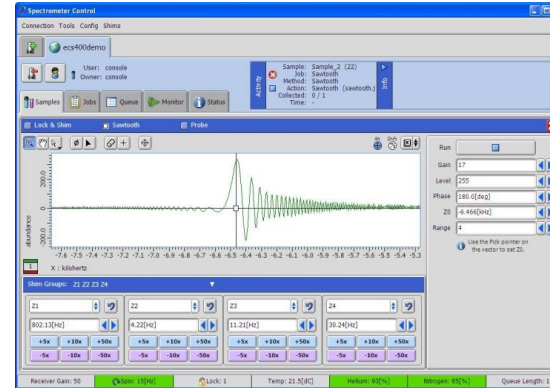 Spectrometer Control
Connection Tools Config Shims
ecs400demo
User: console
Owner: console
Activity
Sample: Sample_2 (22)
Job: Sawtooth
Method: Sawtooth
Action: Sawtooth (sawtooth.j
Collected: 0 / 1
Time: -
Info
Samples
Jobs
Queue
Monitor
Status
Lock & Shim
Sawtooth
Probe
Run
Gain 17
Level 255
Phase 180.0[deg]
Z0 -6.466[kHz]
Range 4
Use the Pick pointer on
the vector to set Z0.
abundance
200.0
0
-200.0
-7.6 -7.5 -7.4 -7.3 -7.2 -7.1 -7.0 -6.9 -6.8 -6.7 -6.6 -6.5 -6.4 -6.3 -6.2 -6.1 -6.0 -5.9 -5.8 -5.7 -5.6 -5.5 -5.4 -5.3
1
X : kilohertz
Shim Groups: Z1 Z2 Z3 Z4
Z1 Z2 Z3 Z4
802.13[Hz] 4.22[Hz] 11.21[Hz] 30.24[Hz]
+5x +10x +50x +5x +10x +50x +5x +10x +50x +5x +10x +50x
-5x -10x -50x -5x -10x -50x -5x -10x -50x -5x -10x -50x
Receiver Gain: 50 Spin: 15[Hz] Lock: 1 Temp: 21.5[dC] Helium: 93[%] Nitrogen: 85[%] Queue Length: 1